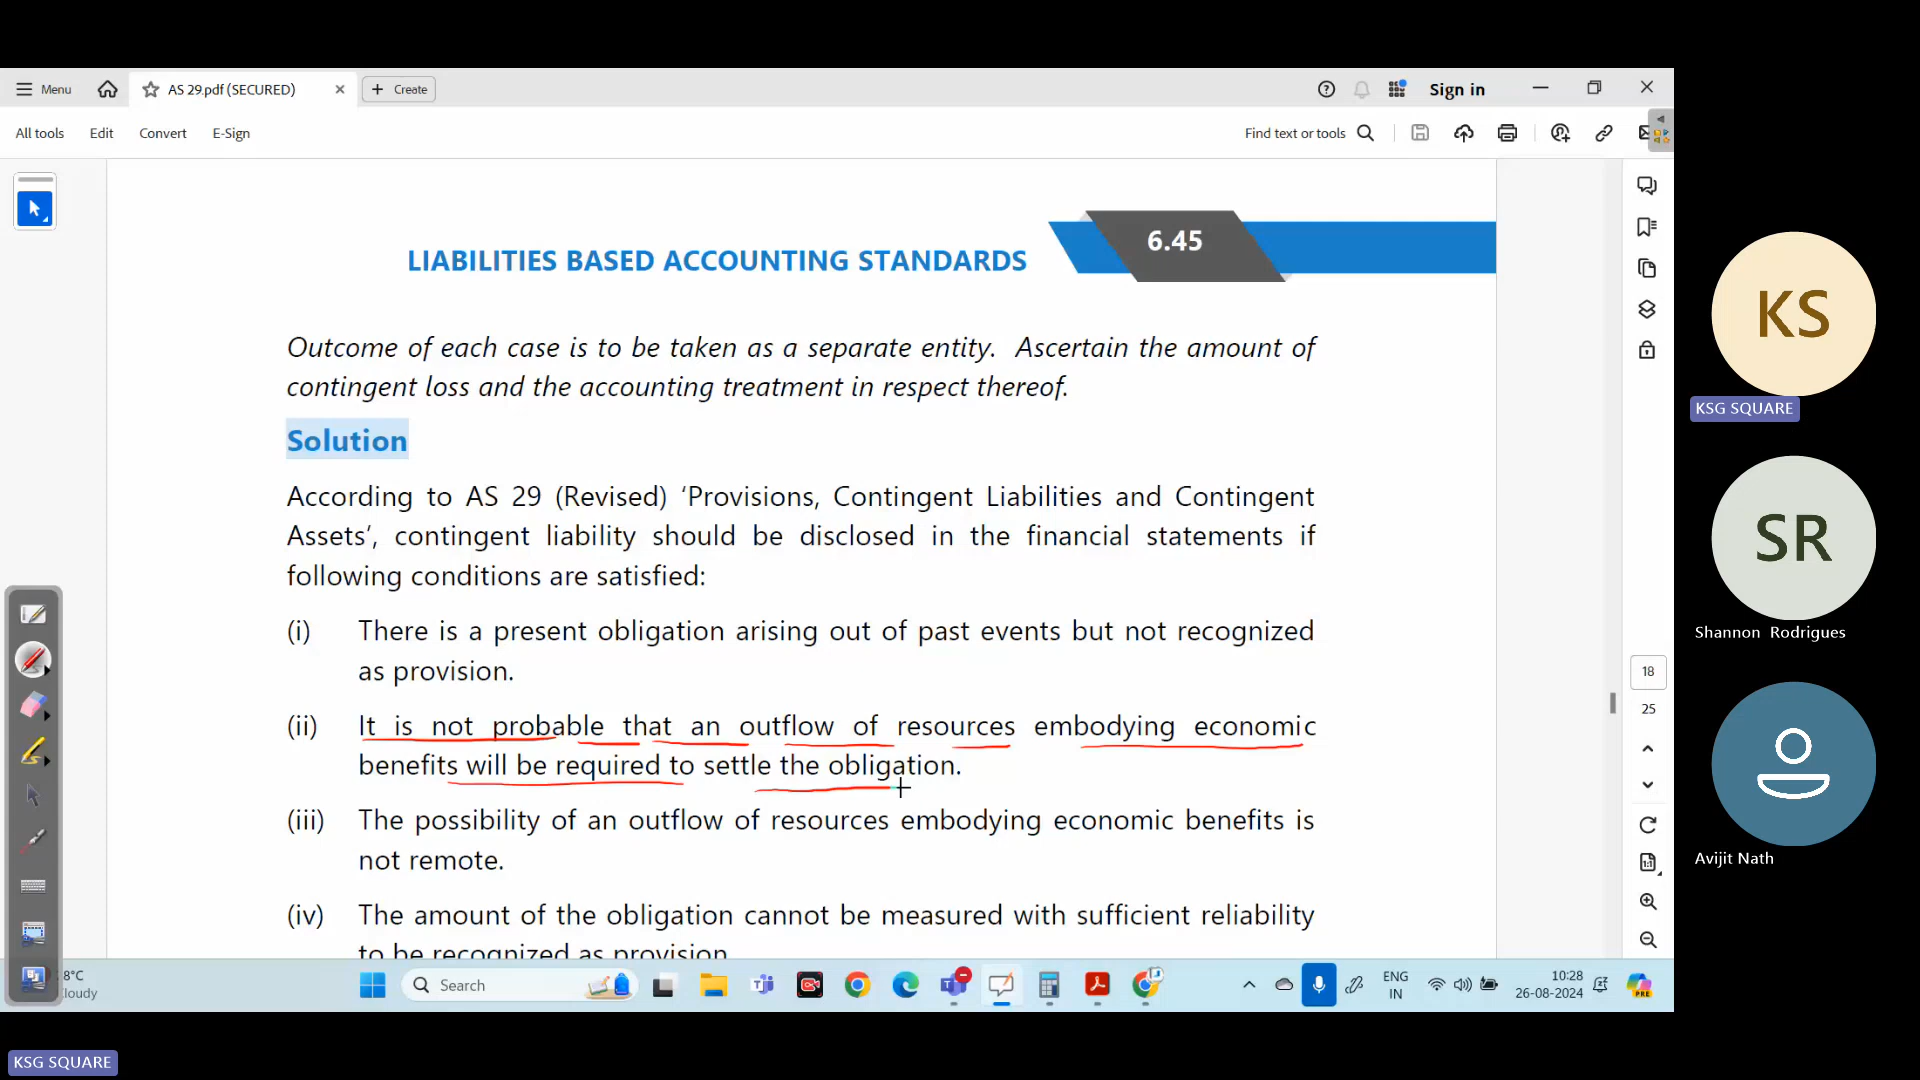 Menu
AS 29.pdf (SECURED)
Create
Sign in
All tools
Edit
Convert
E-Sign
Find text or tools
6.45
LIABILITIES BASED ACCOUNTING STANDARDS
Outcome of each case is to be taken as a separate entity. Ascertain the amount of
contingent loss and the accounting treatment in respect thereof.
Solution
According to AS 29 (Revised) ‘Provisions, Contingent Liabilities and Contingent
Assets’, contingent liability should be disclosed in the financial statements if
following conditions are satisfied:
(i) There is a present obligation arising out of past events but not recognized
as provision.
(ii) It is not probable that an outflow of resources embodying economic
benefits will be required to settle the obligation.
(iii) The possibility of an outflow of resources embodying economic benefits is
not remote.
(iv) The amount of the obligation cannot be measured with sufficient reliability
to be recognized as provision.
18
25
KS
KSG SQUARE
SR
Shannon Rodrigues
Avijit Nath
8°C
loudy
Search
ENG
IN
10:28
26-08-2024
PRE
KSG SQUARE